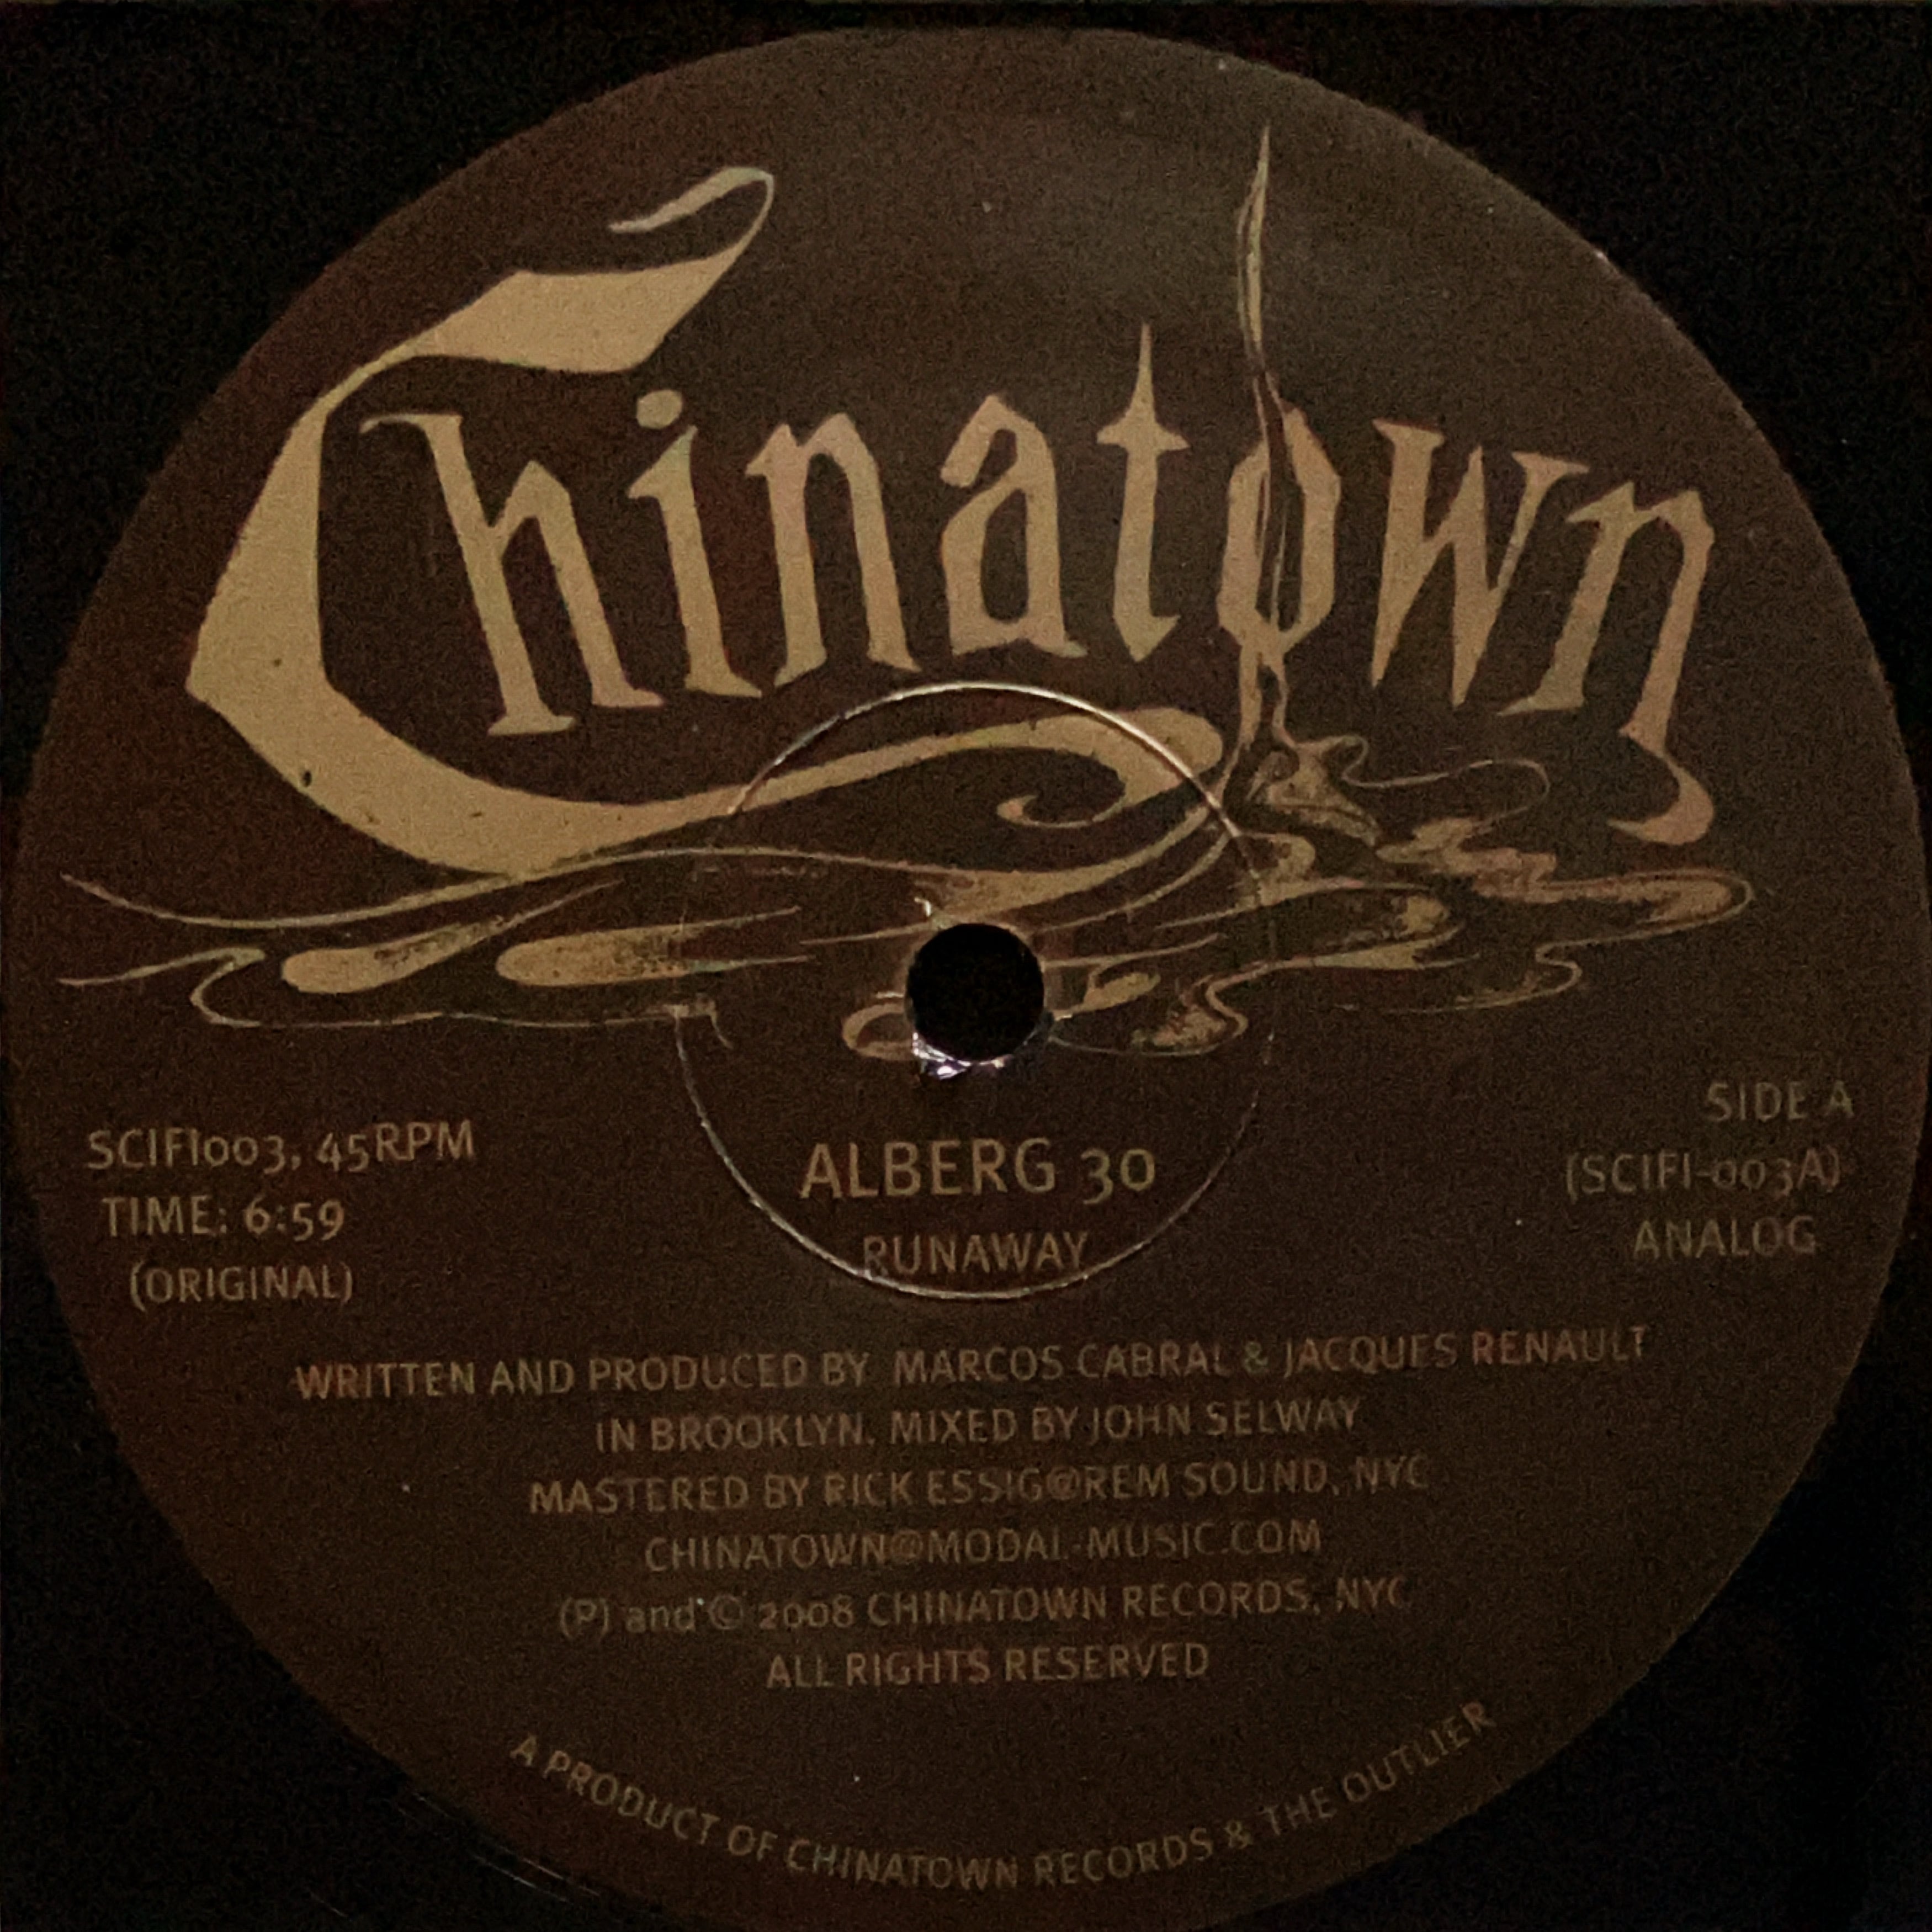 Chinatown
SCIFI003, 45RPM
TIME: 6:59
(ORIGINAL)
SIDE A
(SCIFI-003A)
ANALOG
ALBERG 30
RUNAWAY
WRITTEN AND PRODUCED BY MARCOS CABRAL & JACQUES RENAULT
IN BROOKLYN. MIXED BY JOHN SELWAY
MASTERED BY RICK ESSIG@REM SOUND, NYC
CHINATOWN@MODAL-MUSIC.COM
(P) and © 2008 CHINATOWN RECORDS, NYC
ALL RIGHTS RESERVED
A PRODUCT OF CHINATOWN RECORDS & THE OUTLIER